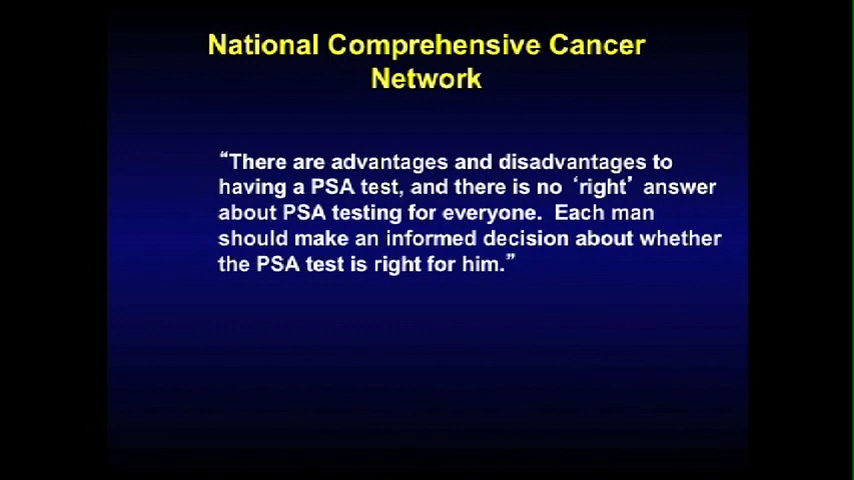 National Comprehensive Cancer
Network
“There are advantages and disadvantages to
having a PSA test, and there is no ‘right’ answer
about PSA testing for everyone.  Each man
should make an informed decision about whether
the PSA test is right for him.”